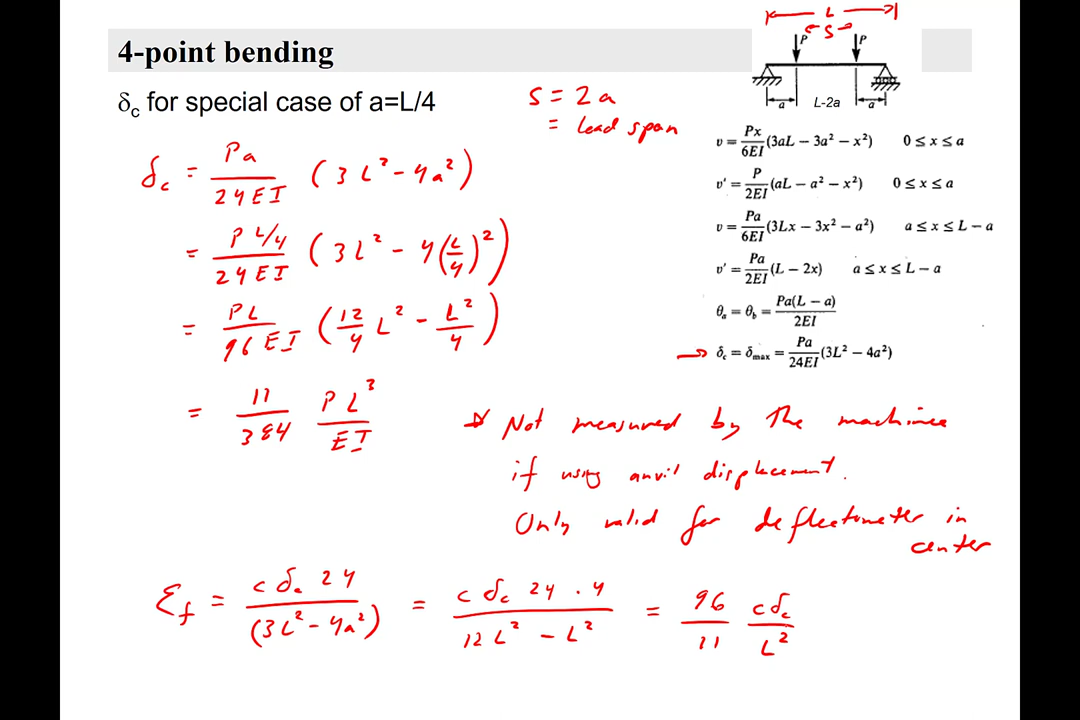 4-point bending
L
S
P P
a L-2a a
δc for special case of a=L/4
S = 2a
= load span
δc = Pa/24EI (3L² - 4a²)
= P L/4 / 24EI (3L² - 4(L/4)²)
= PL/96EI (12/4 L² - L²/4)
= 11/384 PL³/EI
v = Px/6EI (3aL − 3a² − x²) 0 ≤ x ≤ a
v′ = P/2EI (aL − a² − x²) 0 ≤ x ≤ a
v = Pa/6EI (3Lx − 3x² − a²) a ≤ x ≤ L − a
v′ = Pa/2EI (L − 2x) a ≤ x ≤ L − a
θa = θb = Pa(L − a)/2EI
→ δc = δmax = Pa/24EI (3L² − 4a²)
Not measured by the machine
if using anvil displacement.
Only valid for deflectometer in
center
εf = c δc 24 / (3L² - 4a²) = c δc 24 · 4 / 12L² - L² = 96/11 cδc/L²